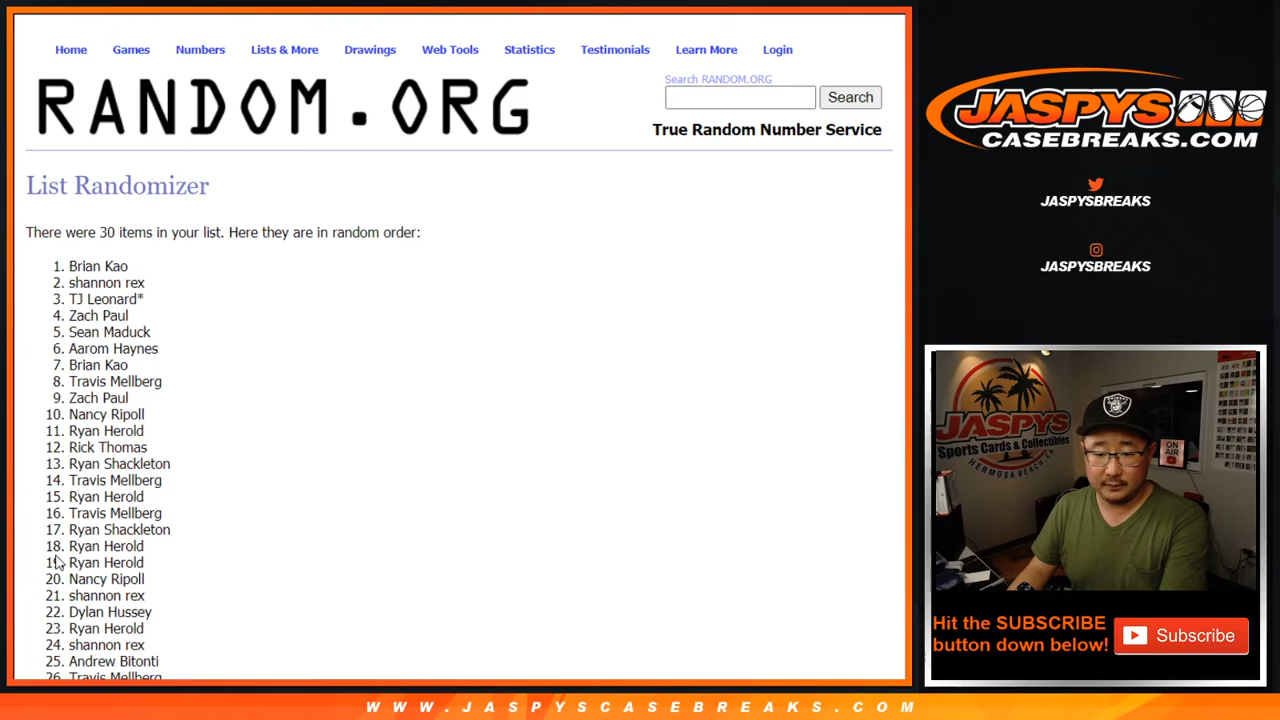 Home Games Numbers Lists & More Drawings Web Tools Statistics Testimonials Learn More Login
RANDOM.ORG
Search RANDOM.ORG
Search
True Random Number Service
List Randomizer
There were 30 items in your list. Here they are in random order:
1. Brian Kao
2. shannon rex
3. TJ Leonard*
4. Zach Paul
5. Sean Maduck
6. Aarom Haynes
7. Brian Kao
8. Travis Mellberg
9. Zach Paul
10. Nancy Ripoll
11. Ryan Herold
12. Rick Thomas
13. Ryan Shackleton
14. Travis Mellberg
15. Ryan Herold
16. Travis Mellberg
17. Ryan Shackleton
18. Ryan Herold
19. Ryan Herold
20. Nancy Ripoll
21. shannon rex
22. Dylan Hussey
23. Ryan Herold
24. shannon rex
25. Andrew Bitonti
26. Travis Mellberg
JASPYS
CASEBREAKS.COM
JASPYSBREAKS
JASPYSBREAKS
JASPYS
Sports Cards & Collectibles
HERMOSA BEACH, CA
ON AIR
Hit the SUBSCRIBE
button down below!
Subscribe
WWW.JASPYSCASEBREAKS.COM